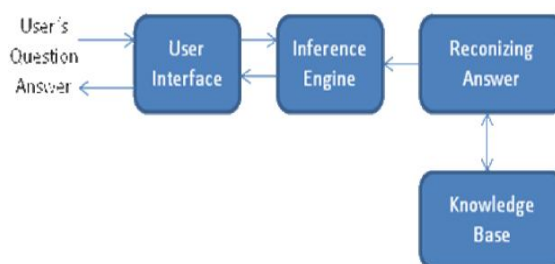 User's
Question
Answer
User
Interface
Inference
Engine
Reconizing
Answer
Knowledge
Base